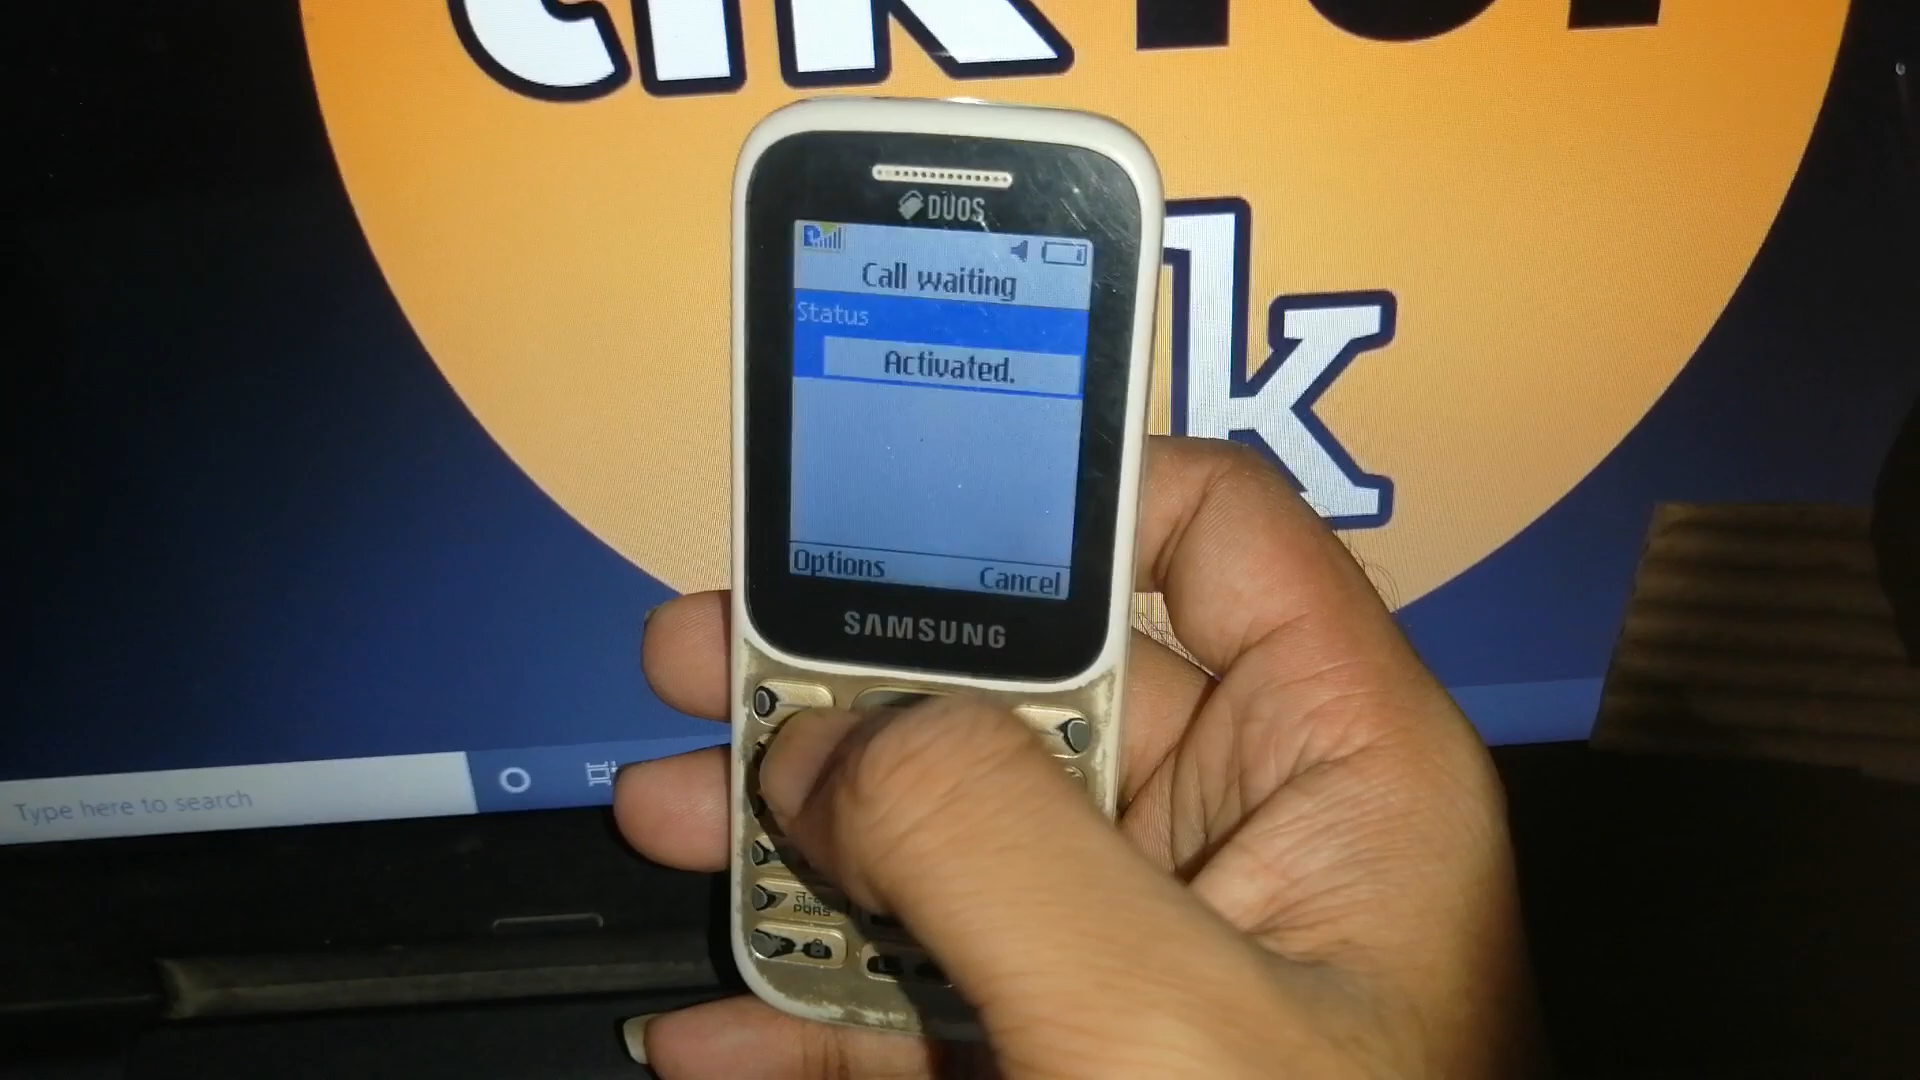 DUOS
Call waiting
Status
Activated.
Options
Cancel
SAMSUNG
k
Type here to search
PQRS